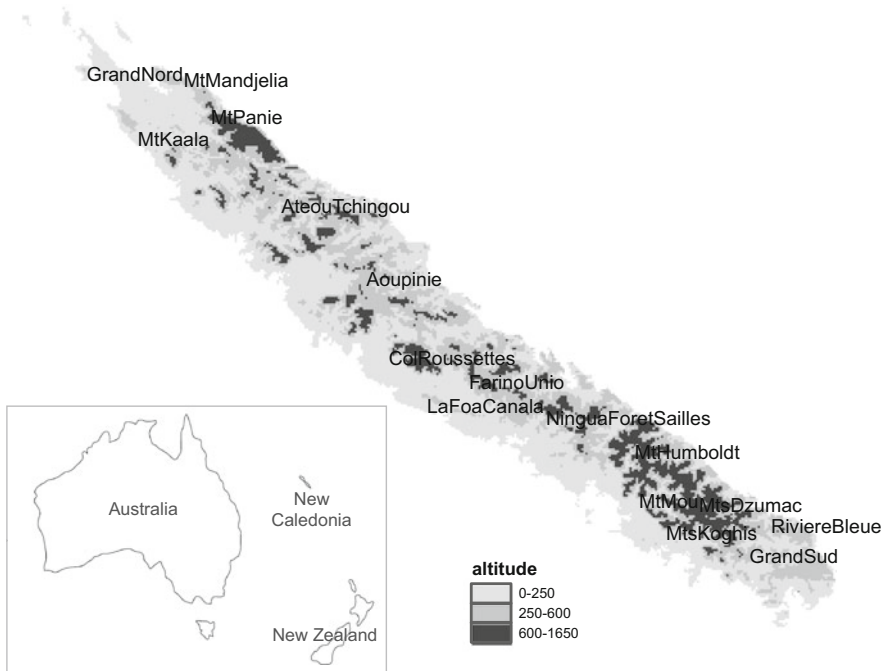 GrandNord
MtMandjelia
MtPanie
MtKaala
AteouTchingou
Aoupinie
ColRoussettes
FarinoUnio
LaFoaCanala
NinguaForetSailles
MtHumboldt
MtMou
MtsDzumac
RiviereBleue
MtsKoghis
GrandSud
Australia
New
Caledonia
New Zealand
altitude
0-250
250-600
600-1650